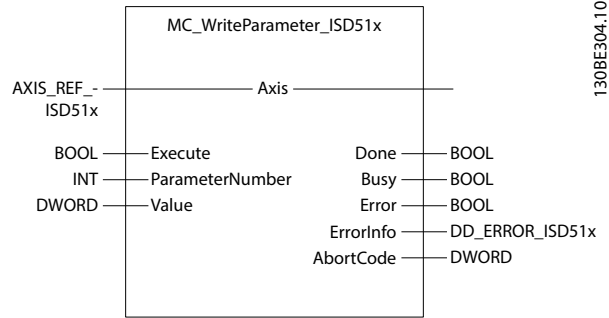 MC_WriteParameter_ISD51x
130BE304.10
AXIS_REF_-
ISD51x
Axis
BOOL Execute Done BOOL
INT ParameterNumber Busy BOOL
DWORD Value Error BOOL
ErrorInfo DD_ERROR_ISD51x
AbortCode DWORD